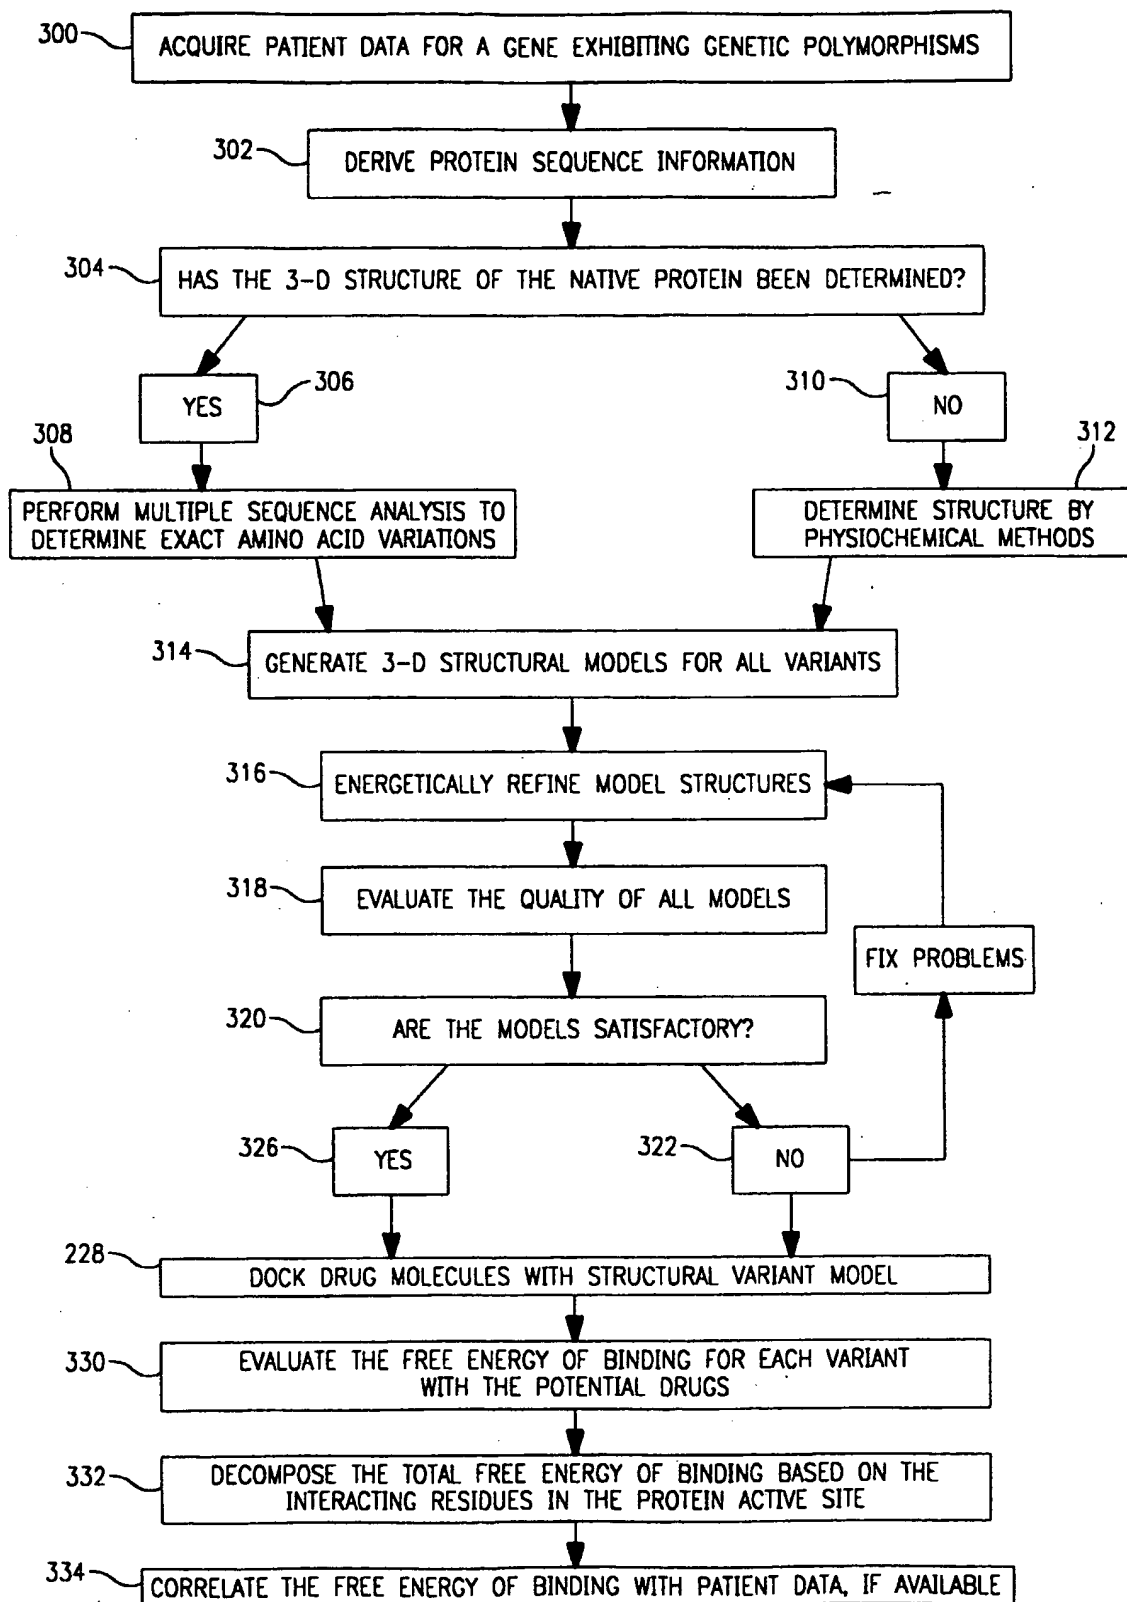 300
ACQUIRE PATIENT DATA FOR A GENE EXHIBITING GENETIC POLYMORPHISMS
302
DERIVE PROTEIN SEQUENCE INFORMATION
304
HAS THE 3-D STRUCTURE OF THE NATIVE PROTEIN BEEN DETERMINED?
YES
306
310
NO
308
PERFORM MULTIPLE SEQUENCE ANALYSIS TO
DETERMINE EXACT AMINO ACID VARIATIONS
312
DETERMINE STRUCTURE BY
PHYSIOCHEMICAL METHODS
314
GENERATE 3-D STRUCTURAL MODELS FOR ALL VARIANTS
316
ENERGETICALLY REFINE MODEL STRUCTURES
318
EVALUATE THE QUALITY OF ALL MODELS
FIX PROBLEMS
320
ARE THE MODELS SATISFACTORY?
326
YES
322
NO
228
DOCK DRUG MOLECULES WITH STRUCTURAL VARIANT MODEL
330
EVALUATE THE FREE ENERGY OF BINDING FOR EACH VARIANT
WITH THE POTENTIAL DRUGS
332
DECOMPOSE THE TOTAL FREE ENERGY OF BINDING BASED ON THE
INTERACTING RESIDUES IN THE PROTEIN ACTIVE SITE
334
CORRELATE THE FREE ENERGY OF BINDING WITH PATIENT DATA, IF AVAILABLE